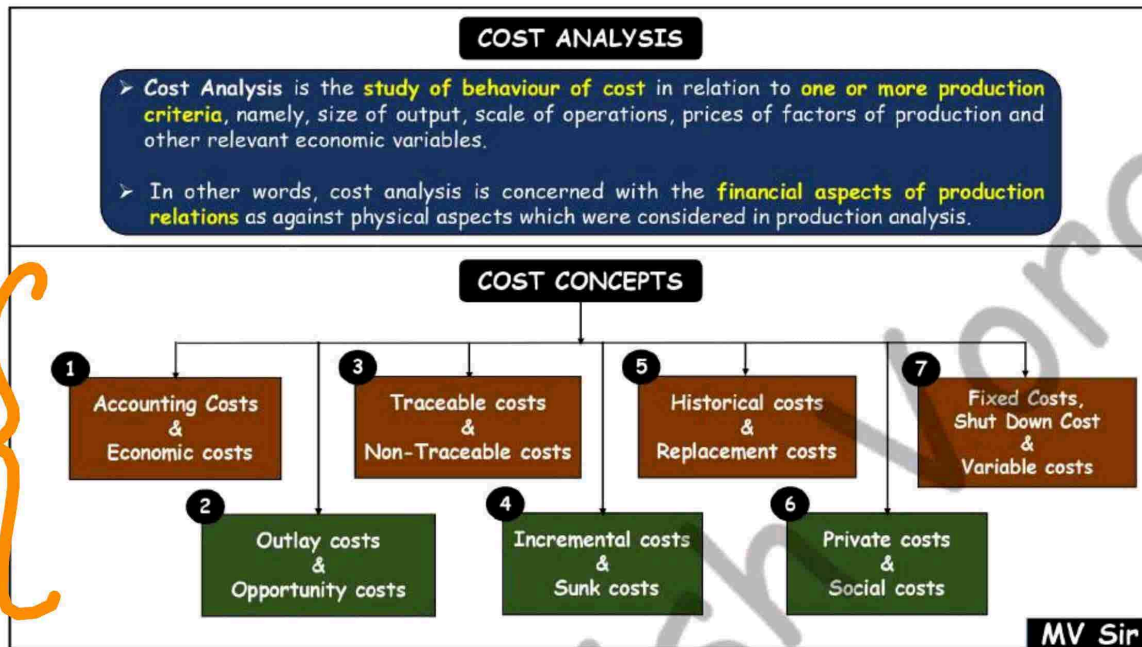 COST ANALYSIS
➢ Cost Analysis is the study of behaviour of cost in relation to one or more production
criteria, namely, size of output, scale of operations, prices of factors of production and
other relevant economic variables.
➢ In other words, cost analysis is concerned with the financial aspects of production
relations as against physical aspects which were considered in production analysis.
COST CONCEPTS
1
Accounting Costs
&
Economic costs
2
Outlay costs
&
Opportunity costs
3
Traceable costs
&
Non-Traceable costs
4
Incremental costs
&
Sunk costs
5
Historical costs
&
Replacement costs
6
Private costs
&
Social costs
7
Fixed Costs,
Shut Down Cost
&
Variable costs
MV Sir